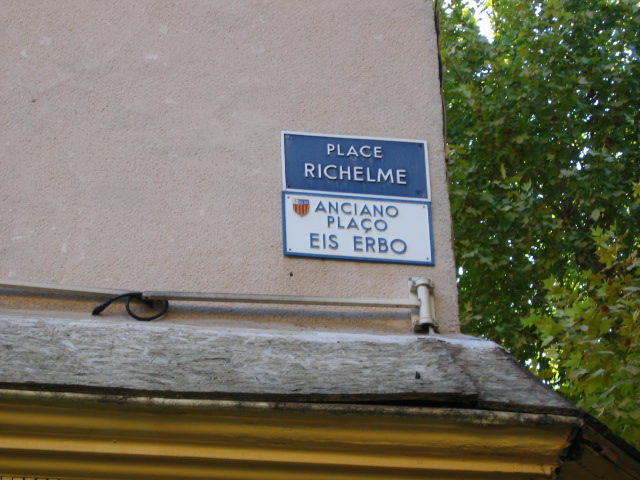 PLACE
RICHELME
ANCIANO
PLAÇO
EIS ERBO